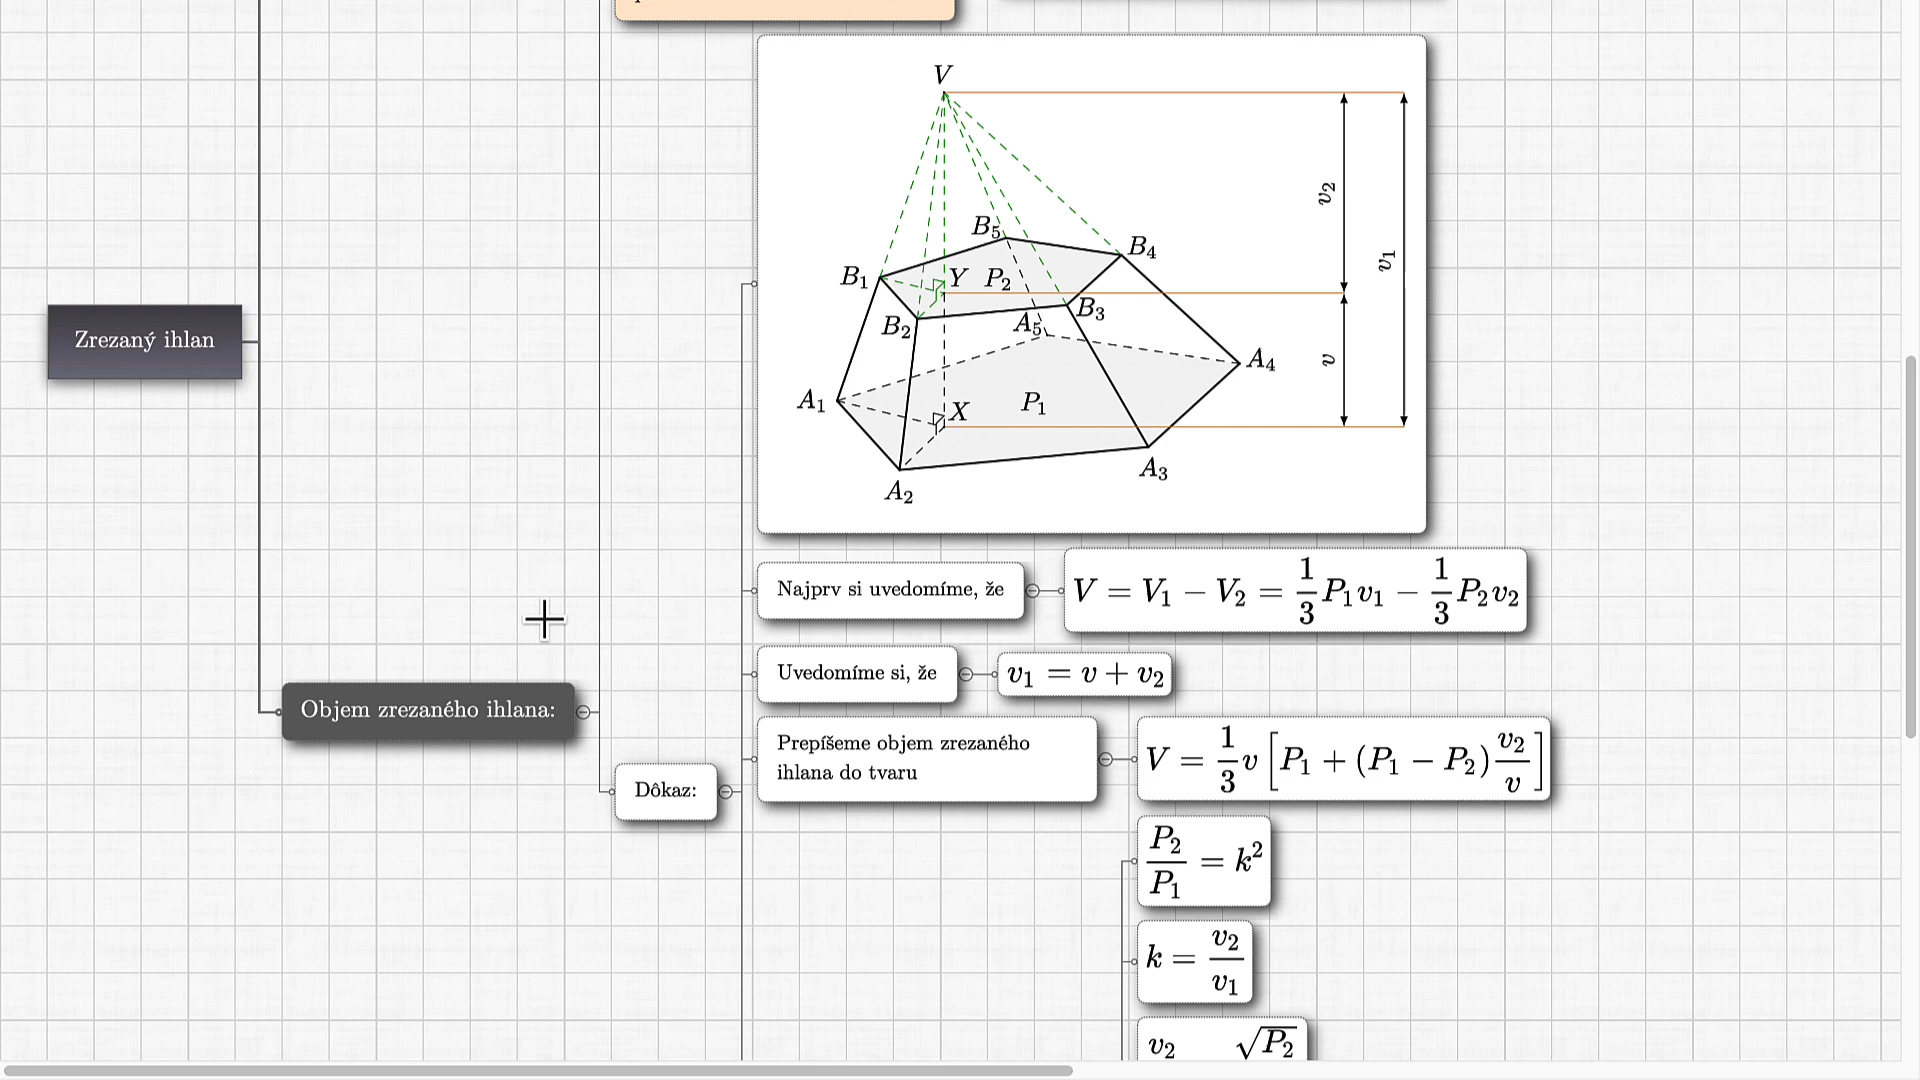 Zrezaný ihlan
Objem zrezaného ihlana:
Dôkaz:
V
B₅
B₄
B₁
Y P₂
B₃
B₂
A₅
A₄
A₁
X
P₁
A₃
A₂
v₂
v₁
v
Najprv si uvedomíme, že
V = V₁ − V₂ = 1/3 P₁v₁ − 1/3 P₂v₂
Uvedomíme si, že
v₁ = v + v₂
Prepíšeme objem zrezaného
ihlana do tvaru
V = 1/3 v [P₁ + (P₁ − P₂) v₂/v]
P₂/P₁ = k²
k = v₂/v₁
v₂ √P₂